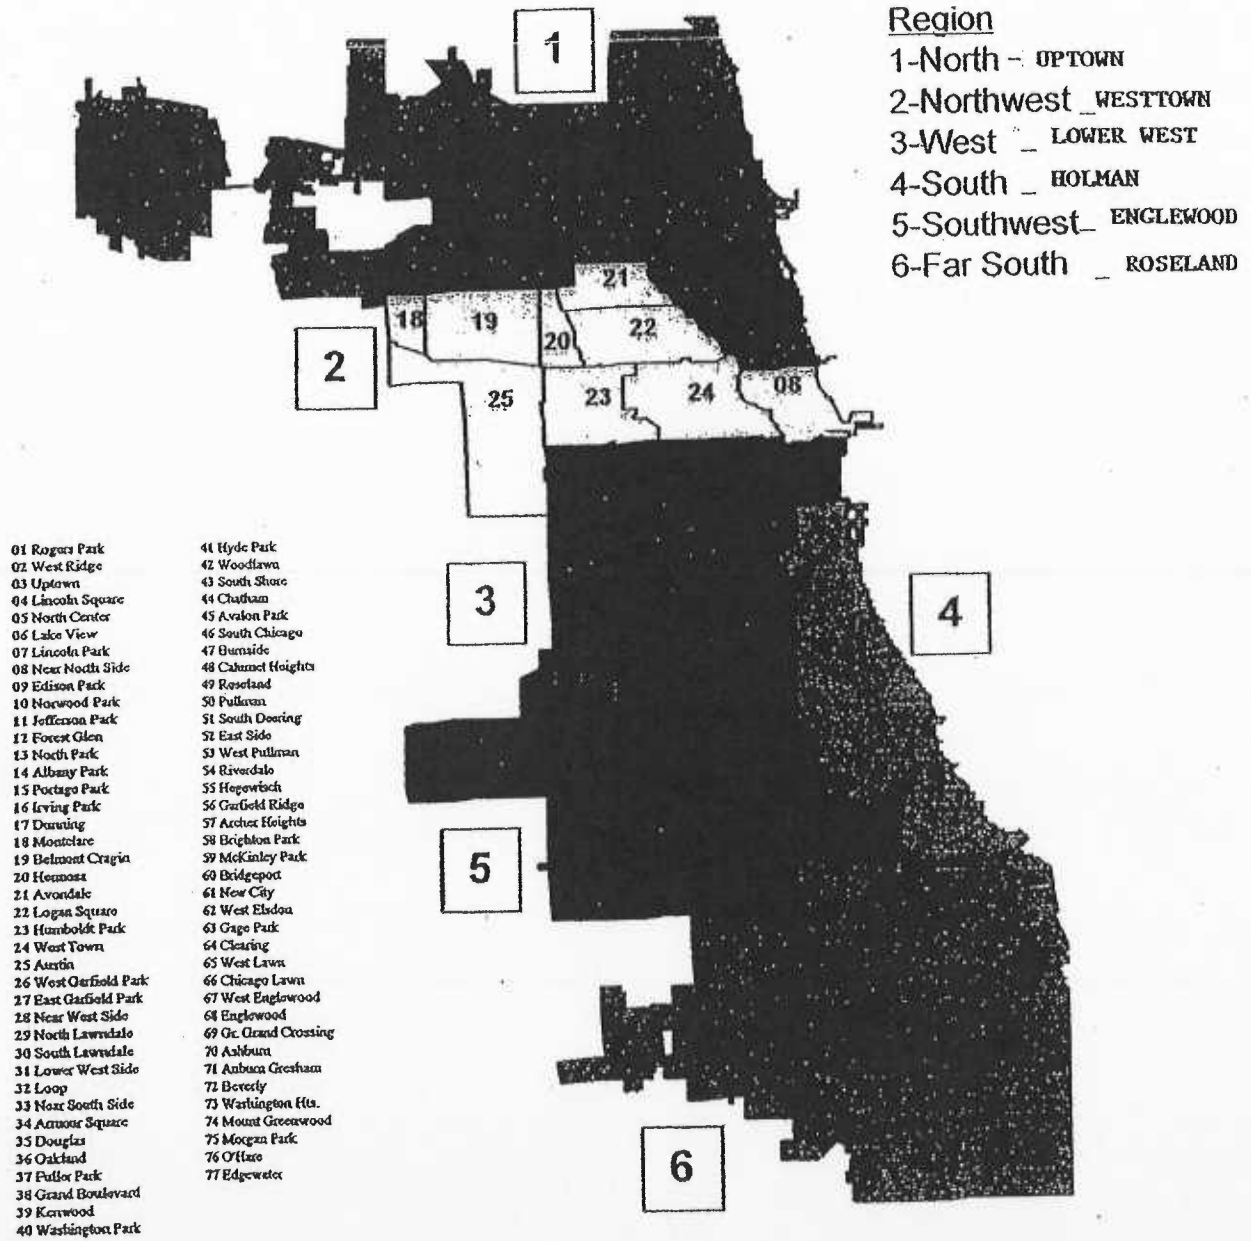 Region
1-North - UPTOWN
2-Northwest _ WESTTOWN
3-West _ LOWER WEST
4-South _ HOLMAN
5-Southwest_ ENGLEWOOD
6-Far South _ ROSELAND
1
21
18
19
20
22
2
25
23
24
08
3
4
5
6
01 Rogers Park
02 West Ridge
03 Uptown
04 Lincoln Square
05 North Center
06 Lake View
07 Lincoln Park
08 Near North Side
09 Edison Park
10 Norwood Park
11 Jefferson Park
12 Forest Glen
13 North Park
14 Albany Park
15 Portage Park
16 Irving Park
17 Dunning
18 Montclare
19 Belmont Cragin
20 Hermosa
21 Avondale
22 Logan Square
23 Humboldt Park
24 West Town
25 Austin
26 West Garfield Park
27 East Garfield Park
28 Near West Side
29 North Lawndale
30 South Lawndale
31 Lower West Side
32 Loop
33 Near South Side
34 Armour Square
35 Douglas
36 Oakland
37 Fuller Park
38 Grand Boulevard
39 Kenwood
40 Washington Park
41 Hyde Park
42 Woodlawn
43 South Shore
44 Chatham
45 Avalon Park
46 South Chicago
47 Burnside
48 Calumet Heights
49 Roseland
50 Pullman
51 South Deering
52 East Side
53 West Pullman
54 Riverdale
55 Hegewisch
56 Garfield Ridge
57 Archer Heights
58 Brighton Park
59 McKinley Park
60 Bridgeport
61 New City
62 West Elsdon
63 Gage Park
64 Clearing
65 West Lawn
66 Chicago Lawn
67 West Englewood
68 Englewood
69 Gr. Grand Crossing
70 Ashburn
71 Auburn Gresham
72 Beverly
73 Washington Hts.
74 Mount Greenwood
75 Morgan Park
76 O'Hare
77 Edgewater